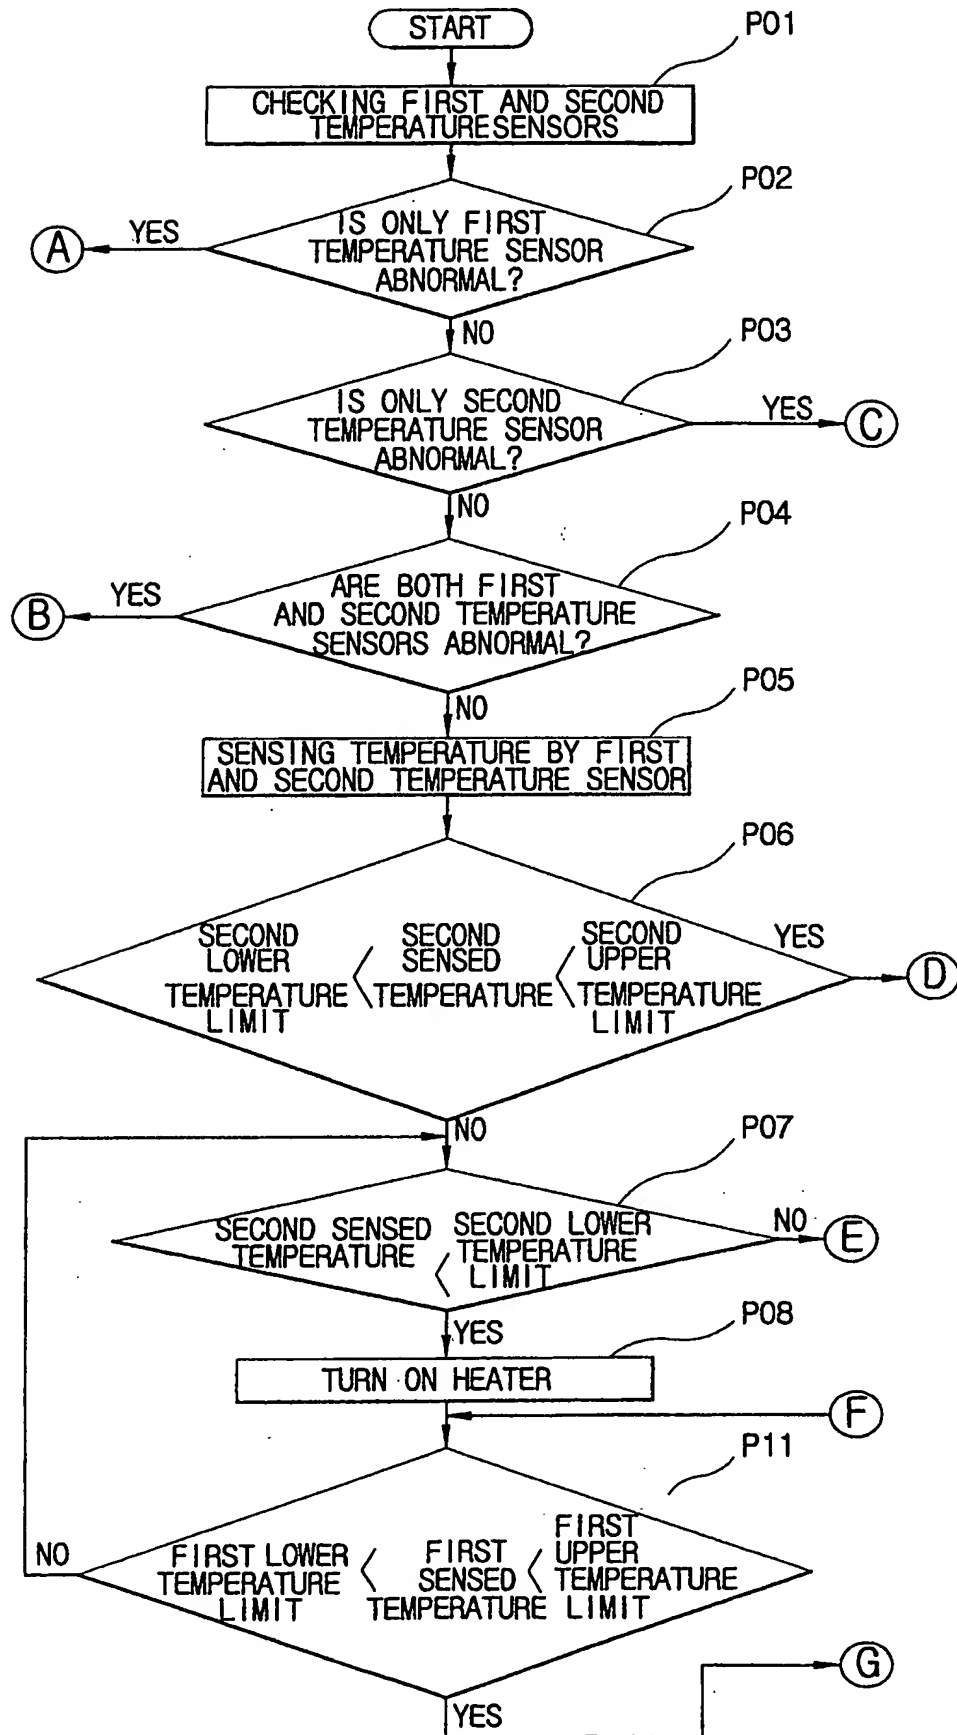 START
P01
CHECKING FIRST AND SECOND
TEMPERATURE SENSORS
P02
IS ONLY FIRST
TEMPERATURE SENSOR
ABNORMAL?
YES
A
NO
P03
IS ONLY SECOND
TEMPERATURE SENSOR
ABNORMAL?
YES
C
NO
P04
ARE BOTH FIRST
AND SECOND TEMPERATURE
SENSORS ABNORMAL?
YES
B
NO
P05
SENSING TEMPERATURE BY FIRST
AND SECOND TEMPERATURE SENSOR
P06
SECOND
LOWER
TEMPERATURE
LIMIT
<
SECOND
SENSED
TEMPERATURE
<
SECOND
UPPER
TEMPERATURE
LIMIT
YES
D
NO
P07
SECOND SENSED
TEMPERATURE
<
SECOND LOWER
TEMPERATURE
LIMIT
NO
E
YES
P08
TURN ON HEATER
F
P11
FIRST LOWER
TEMPERATURE
LIMIT
<
FIRST
SENSED
TEMPERATURE
<
FIRST
UPPER
TEMPERATURE
LIMIT
NO
G
YES